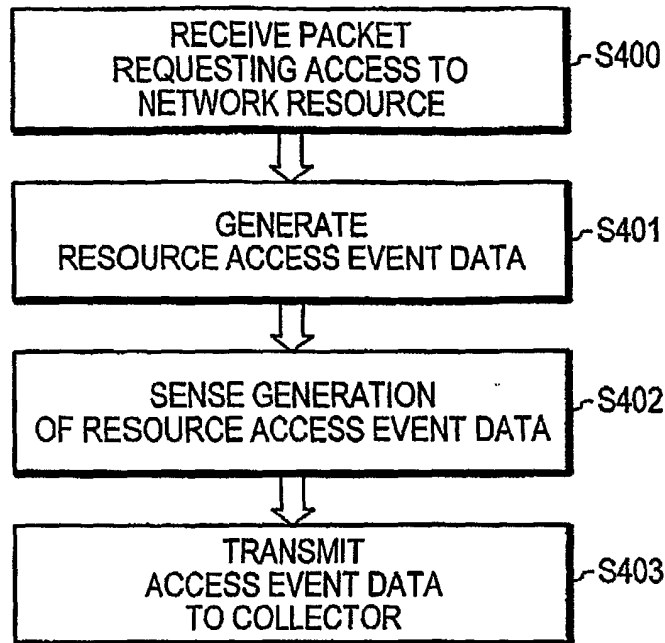 RECEIVE PACKET
REQUESTING ACCESS TO
NETWORK RESOURCE
S400
GENERATE
RESOURCE ACCESS EVENT DATA
S401
SENSE GENERATION
OF RESOURCE ACCESS EVENT DATA
S402
TRANSMIT
ACCESS EVENT DATA
TO COLLECTOR
S403